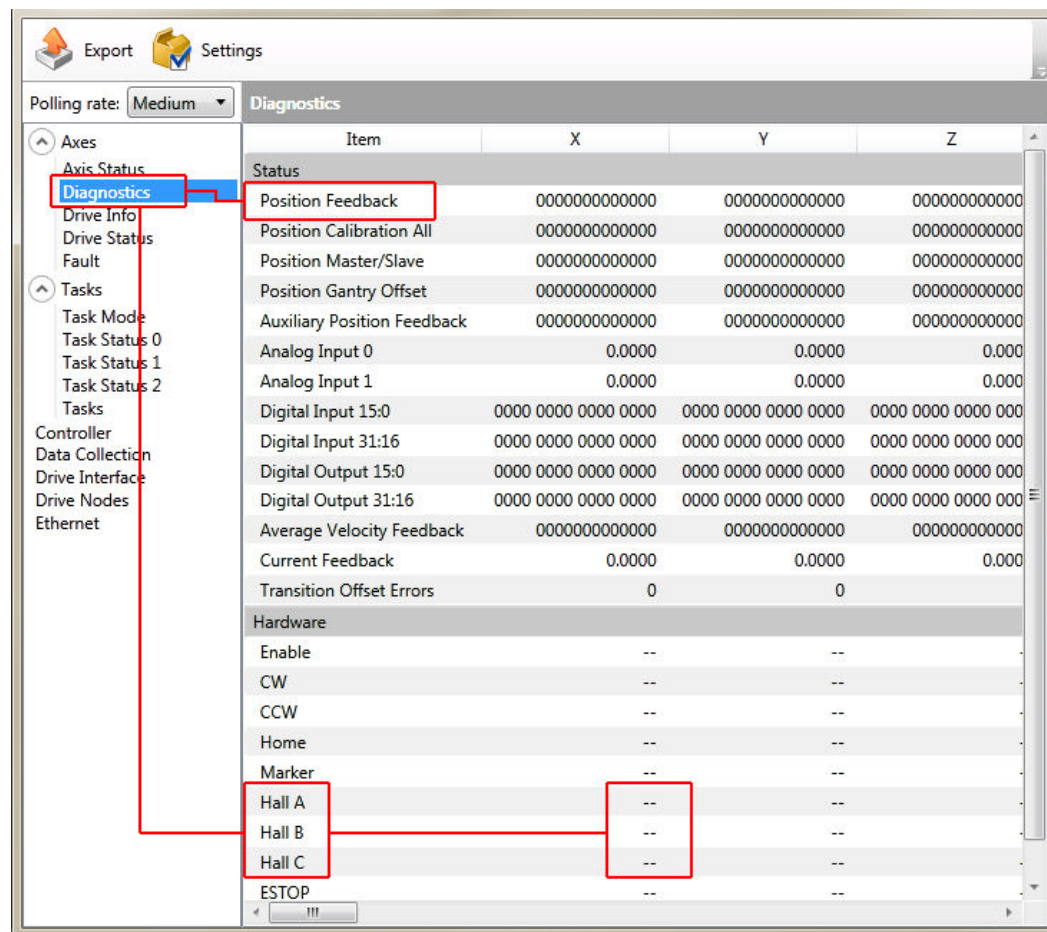 Export Settings
Polling rate: Medium
Diagnostics
Axes
Axis Status
Diagnostics
Drive Info
Drive Status
Fault
Tasks
Task Mode
Task Status 0
Task Status 1
Task Status 2
Tasks
Controller
Data Collection
Drive Interface
Drive Nodes
Ethernet
Item X Y Z
Status
Position Feedback 0000000000000 0000000000000 000000000000
Position Calibration All 0000000000000 0000000000000 000000000000
Position Master/Slave 0000000000000 0000000000000 000000000000
Position Gantry Offset 0000000000000 0000000000000 000000000000
Auxiliary Position Feedback 0000000000000 0000000000000 000000000000
Analog Input 0 0.0000 0.0000 0.000
Analog Input 1 0.0000 0.0000 0.000
Digital Input 15:0 0000 0000 0000 0000 0000 0000 0000 0000 0000 0000 0000 000
Digital Input 31:16 0000 0000 0000 0000 0000 0000 0000 0000 0000 0000 0000 000
Digital Output 15:0 0000 0000 0000 0000 0000 0000 0000 0000 0000 0000 0000 000
Digital Output 31:16 0000 0000 0000 0000 0000 0000 0000 0000 0000 0000 0000 000
Average Velocity Feedback 0000000000000 0000000000000 000000000000
Current Feedback 0.0000 0.0000 0.000
Transition Offset Errors 0 0
Hardware
Enable -- -- -
CW -- -- -
CCW -- -- -
Home -- -- -
Marker -- -- -
Hall A -- -- -
Hall B -- -- -
Hall C -- -- -
ESTOP -- -- -